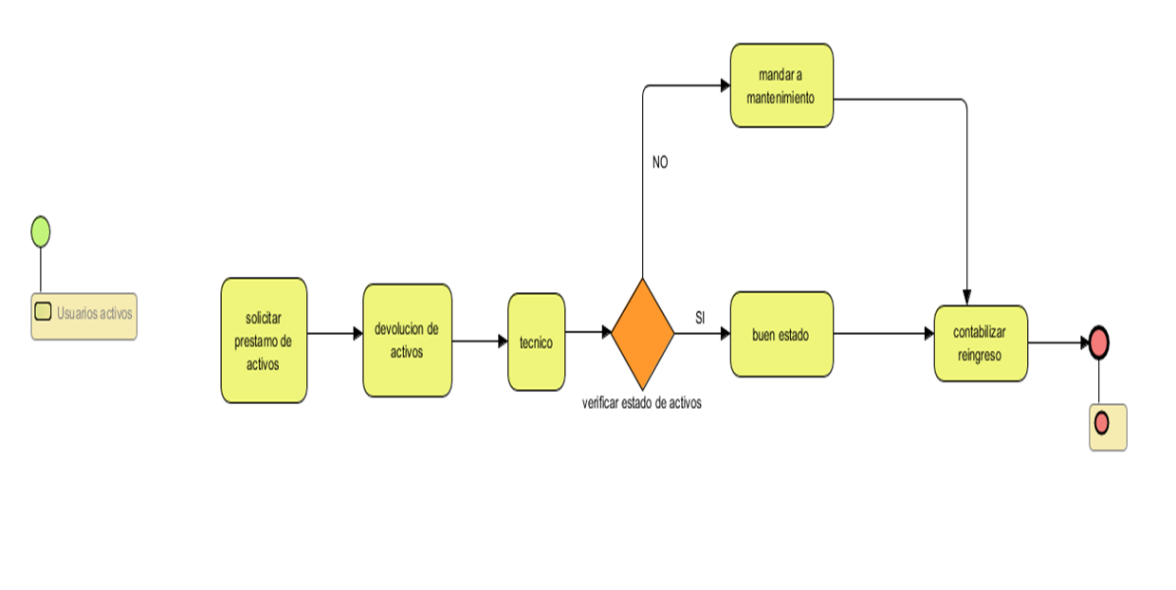 mandar a
mantenimiento
NO
Usuarios activos
solicitar
prestamo de
activos
devolucion de
activos
tecnico
SI
buen estado
contabilizar
reingreso
verificar estado de activos